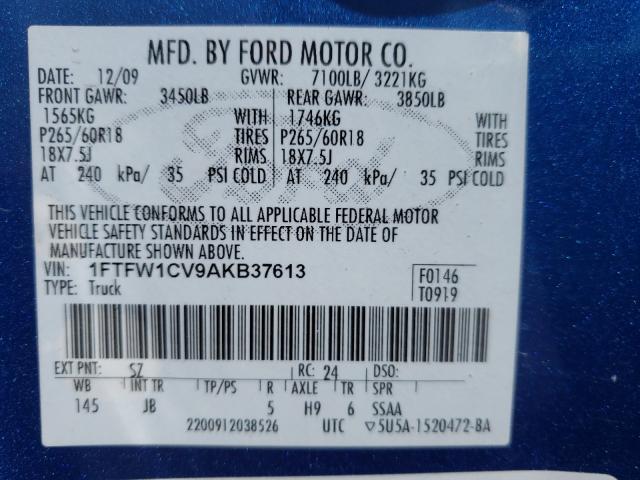 MFD. BY FORD MOTOR CO.
DATE: 12/09 GVWR: 7100LB/ 3221KG
FRONT GAWR: 3450LB REAR GAWR: 3850LB
1565KG WITH 1746KG WITH
P265/60R18 TIRES P265/60R18 TIRES
18X7.5J RIMS 18X7.5J RIMS
AT 240 kPa/ 35 PSI COLD AT 240 kPa/ 35 PSI COLD
THIS VEHICLE CONFORMS TO ALL APPLICABLE FEDERAL MOTOR
VEHICLE SAFETY STANDARDS IN EFFECT ON THE DATE OF
MANUFACTURE SHOWN ABOVE.
VIN: 1FTFW1CV9AKB37613 F0146
TYPE: Truck T0919
EXT PNT: SZ RC: 24 DSO:
WB INT TR TP/PS R AXLE TR SPR
145 JB 5 H9 6 SSAA
2200912038526 UTC ▽5U5A-1520472-BA